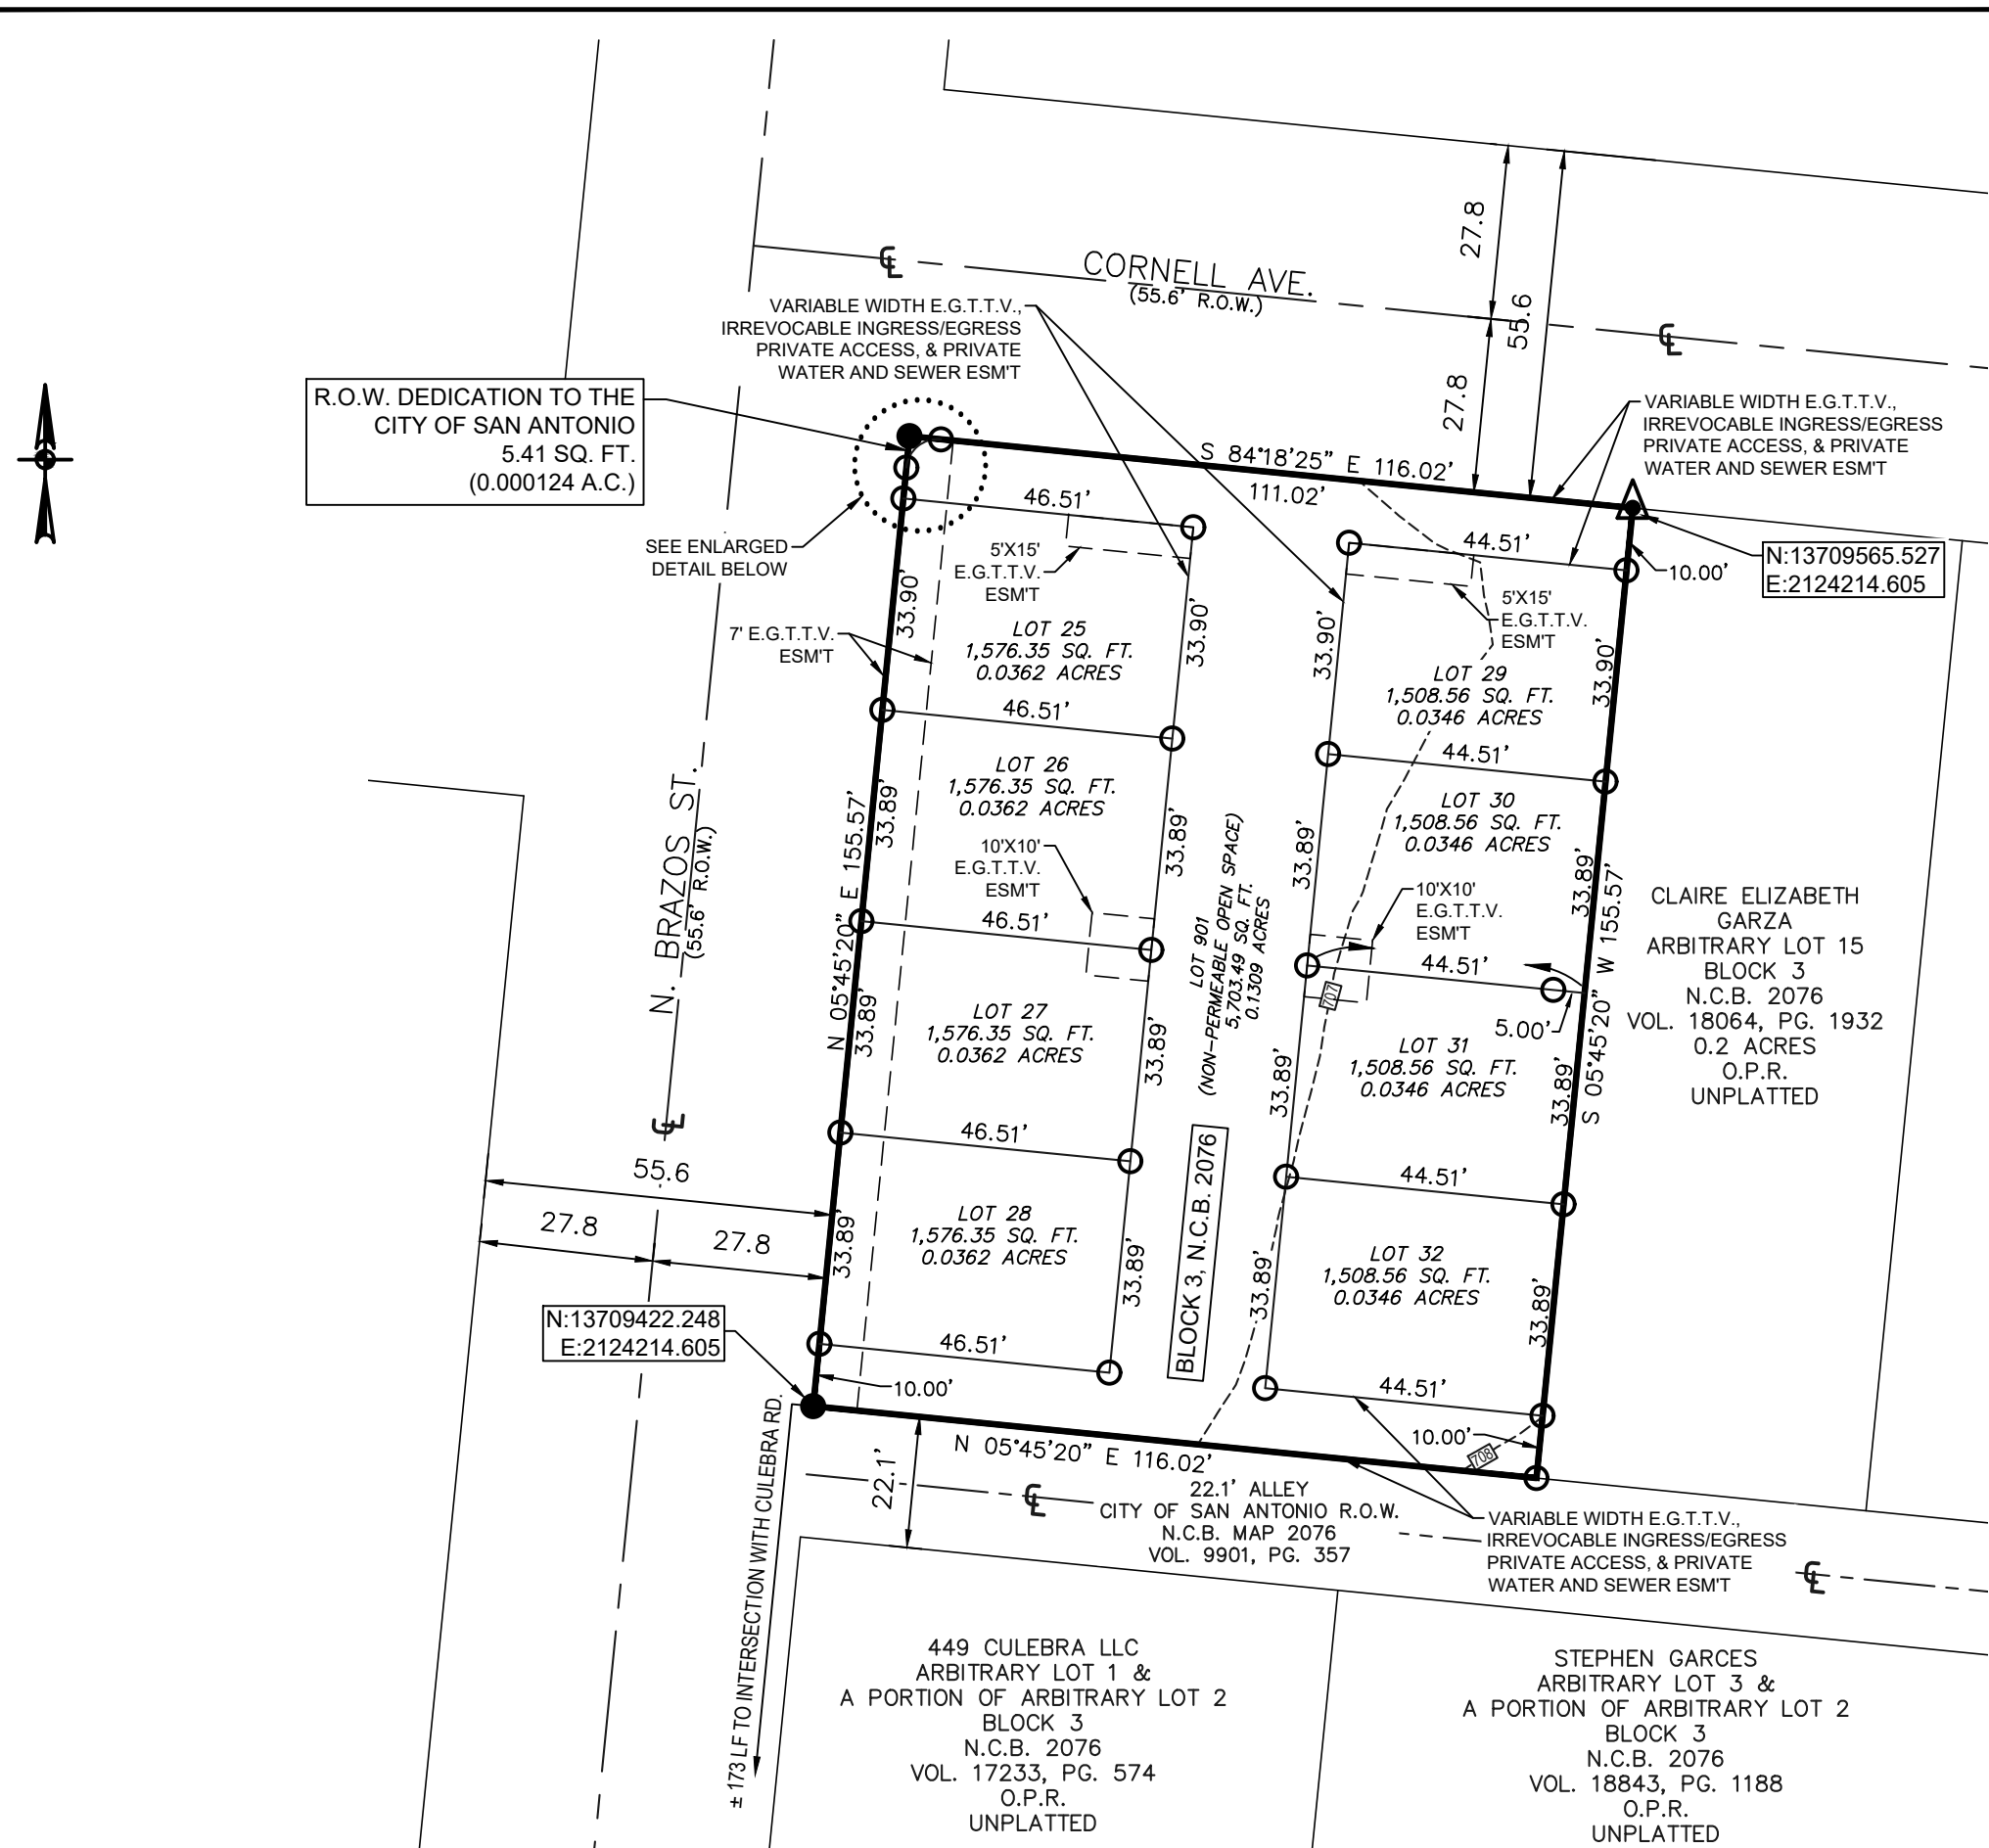 CORNELL AVE.
(55.6' R.O.W.)
27.8
55.6
27.8
VARIABLE WIDTH E.G.T.T.V.,
IRREVOCABLE INGRESS/EGRESS
PRIVATE ACCESS, & PRIVATE
WATER AND SEWER ESM'T
R.O.W. DEDICATION TO THE
CITY OF SAN ANTONIO
5.41 SQ. FT.
(0.000124 A.C.)
VARIABLE WIDTH E.G.T.T.V.,
IRREVOCABLE INGRESS/EGRESS
PRIVATE ACCESS, & PRIVATE
WATER AND SEWER ESM'T
S 84°18'25" E 116.02'
111.02'
SEE ENLARGED
DETAIL BELOW
46.51'
44.51'
N:13709565.527
E:2124214.605
10.00'
5'X15'
E.G.T.T.V.
ESM'T
5'X15'
E.G.T.T.V.
ESM'T
7' E.G.T.T.V.
ESM'T
33.90'
LOT 25
1,576.35 SQ. FT.
0.0362 ACRES
33.90'
33.90'
LOT 29
1,508.56 SQ. FT.
0.0346 ACRES
33.90'
46.51'
44.51'
N. BRAZOS ST.
(55.6' R.O.W.)
N 05°45'20" E 155.57'
33.89'
LOT 26
1,576.35 SQ. FT.
0.0362 ACRES
33.89'
33.89'
LOT 30
1,508.56 SQ. FT.
0.0346 ACRES
33.89'
S 05°45'20" W 155.57'
10'X10'
E.G.T.T.V.
ESM'T
10'X10'
E.G.T.T.V.
ESM'T
46.51'
44.51'
LOT 901
(NON-PERMEABLE OPEN SPACE)
5,703.49 SQ. FT.
0.1309 ACRES
CLAIRE ELIZABETH
GARZA
ARBITRARY LOT 15
BLOCK 3
N.C.B. 2076
VOL. 18064, PG. 1932
0.2 ACRES
O.P.R.
UNPLATTED
707
5.00'
33.89'
LOT 27
1,576.35 SQ. FT.
0.0362 ACRES
33.89'
33.89'
LOT 31
1,508.56 SQ. FT.
0.0346 ACRES
33.89'
46.51'
44.51'
55.6
27.8
27.8
BLOCK 3, N.C.B. 2076
33.89'
LOT 28
1,576.35 SQ. FT.
0.0362 ACRES
33.89'
33.89'
LOT 32
1,508.56 SQ. FT.
0.0346 ACRES
33.89'
N:13709422.248
E:2124214.605
46.51'
44.51'
10.00'
10.00'
708
N 05°45'20" E 116.02'
22.1'
± 173 LF TO INTERSECTION WITH CULEBRA RD.
22.1' ALLEY
CITY OF SAN ANTONIO R.O.W.
N.C.B. MAP 2076
VOL. 9901, PG. 357
VARIABLE WIDTH E.G.T.T.V.,
IRREVOCABLE INGRESS/EGRESS
PRIVATE ACCESS, & PRIVATE
WATER AND SEWER ESM'T
449 CULEBRA LLC
ARBITRARY LOT 1 &
A PORTION OF ARBITRARY LOT 2
BLOCK 3
N.C.B. 2076
VOL. 17233, PG. 574
O.P.R.
UNPLATTED
STEPHEN GARCES
ARBITRARY LOT 3 &
A PORTION OF ARBITRARY LOT 2
BLOCK 3
N.C.B. 2076
VOL. 18843, PG. 1188
O.P.R.
UNPLATTED